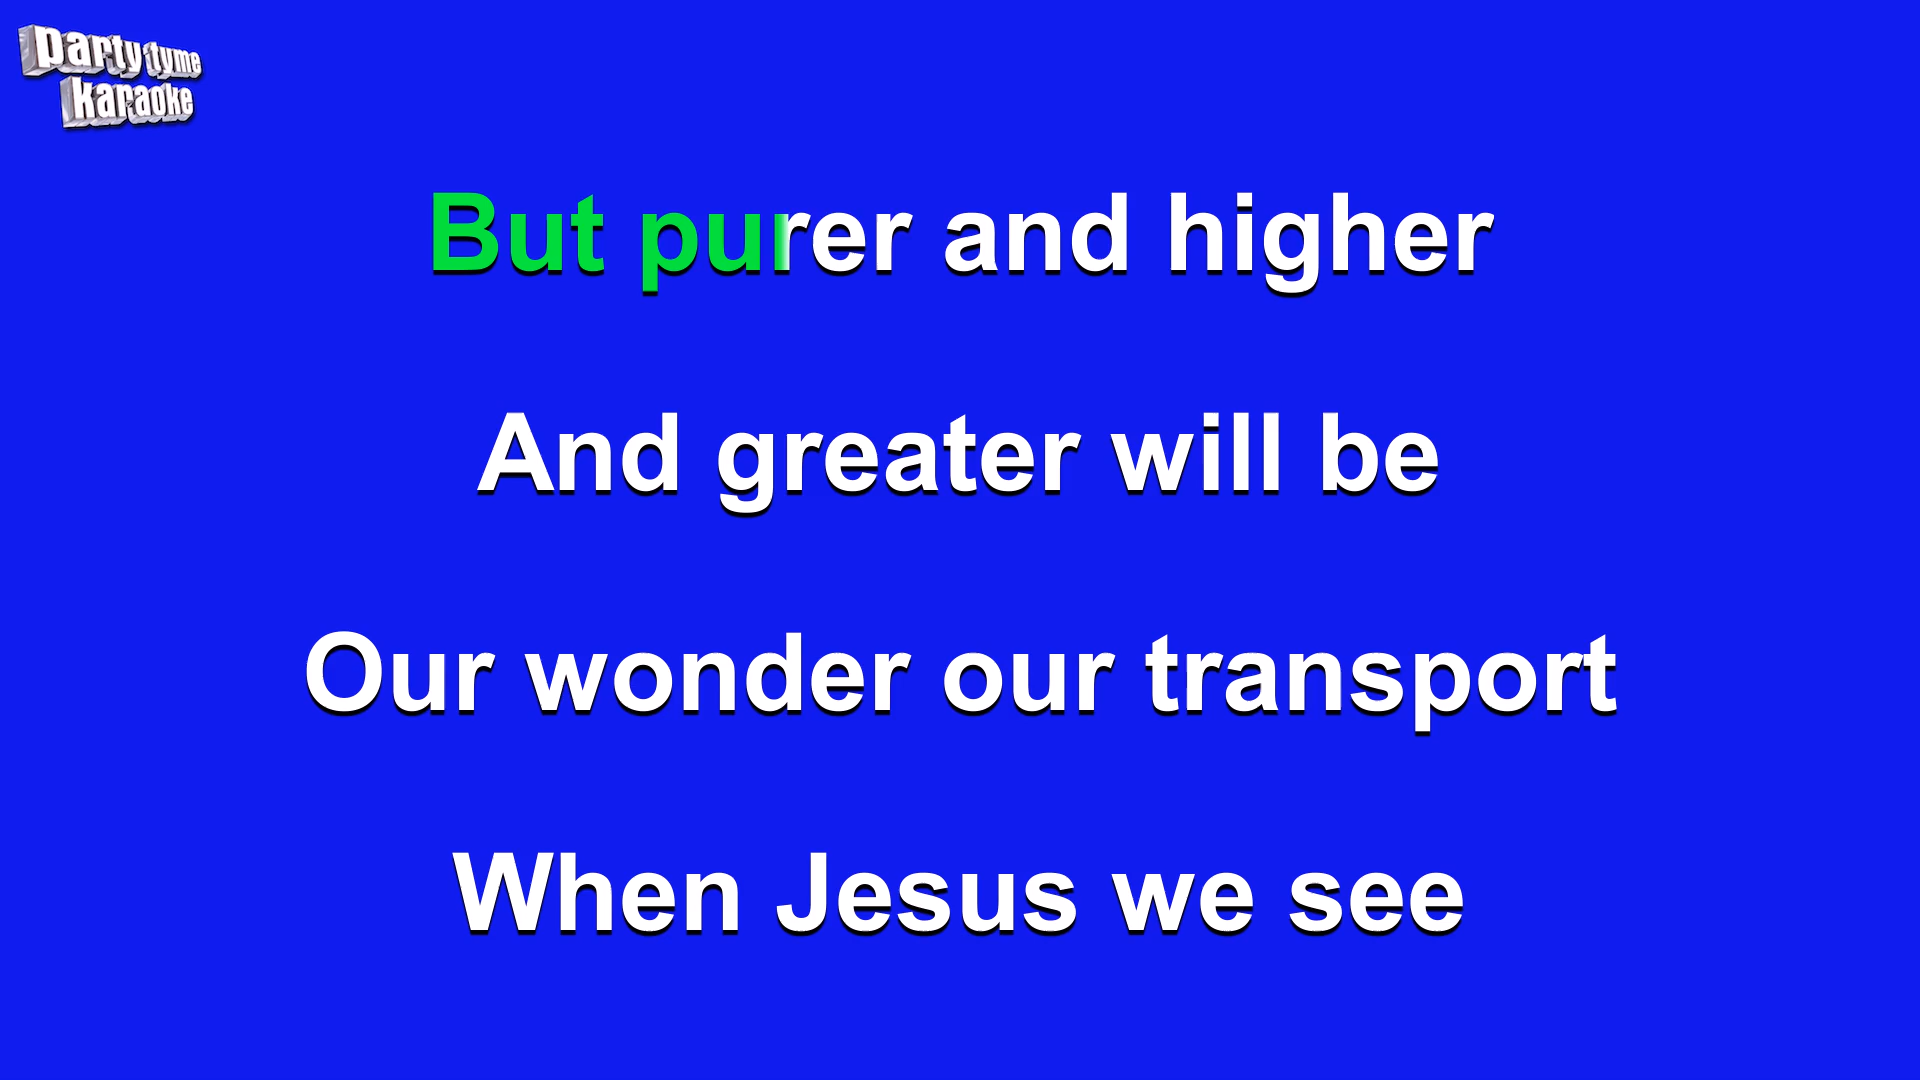 party tyme
karaoke
But purer and higher
And greater will be
Our wonder our transport
When Jesus we see